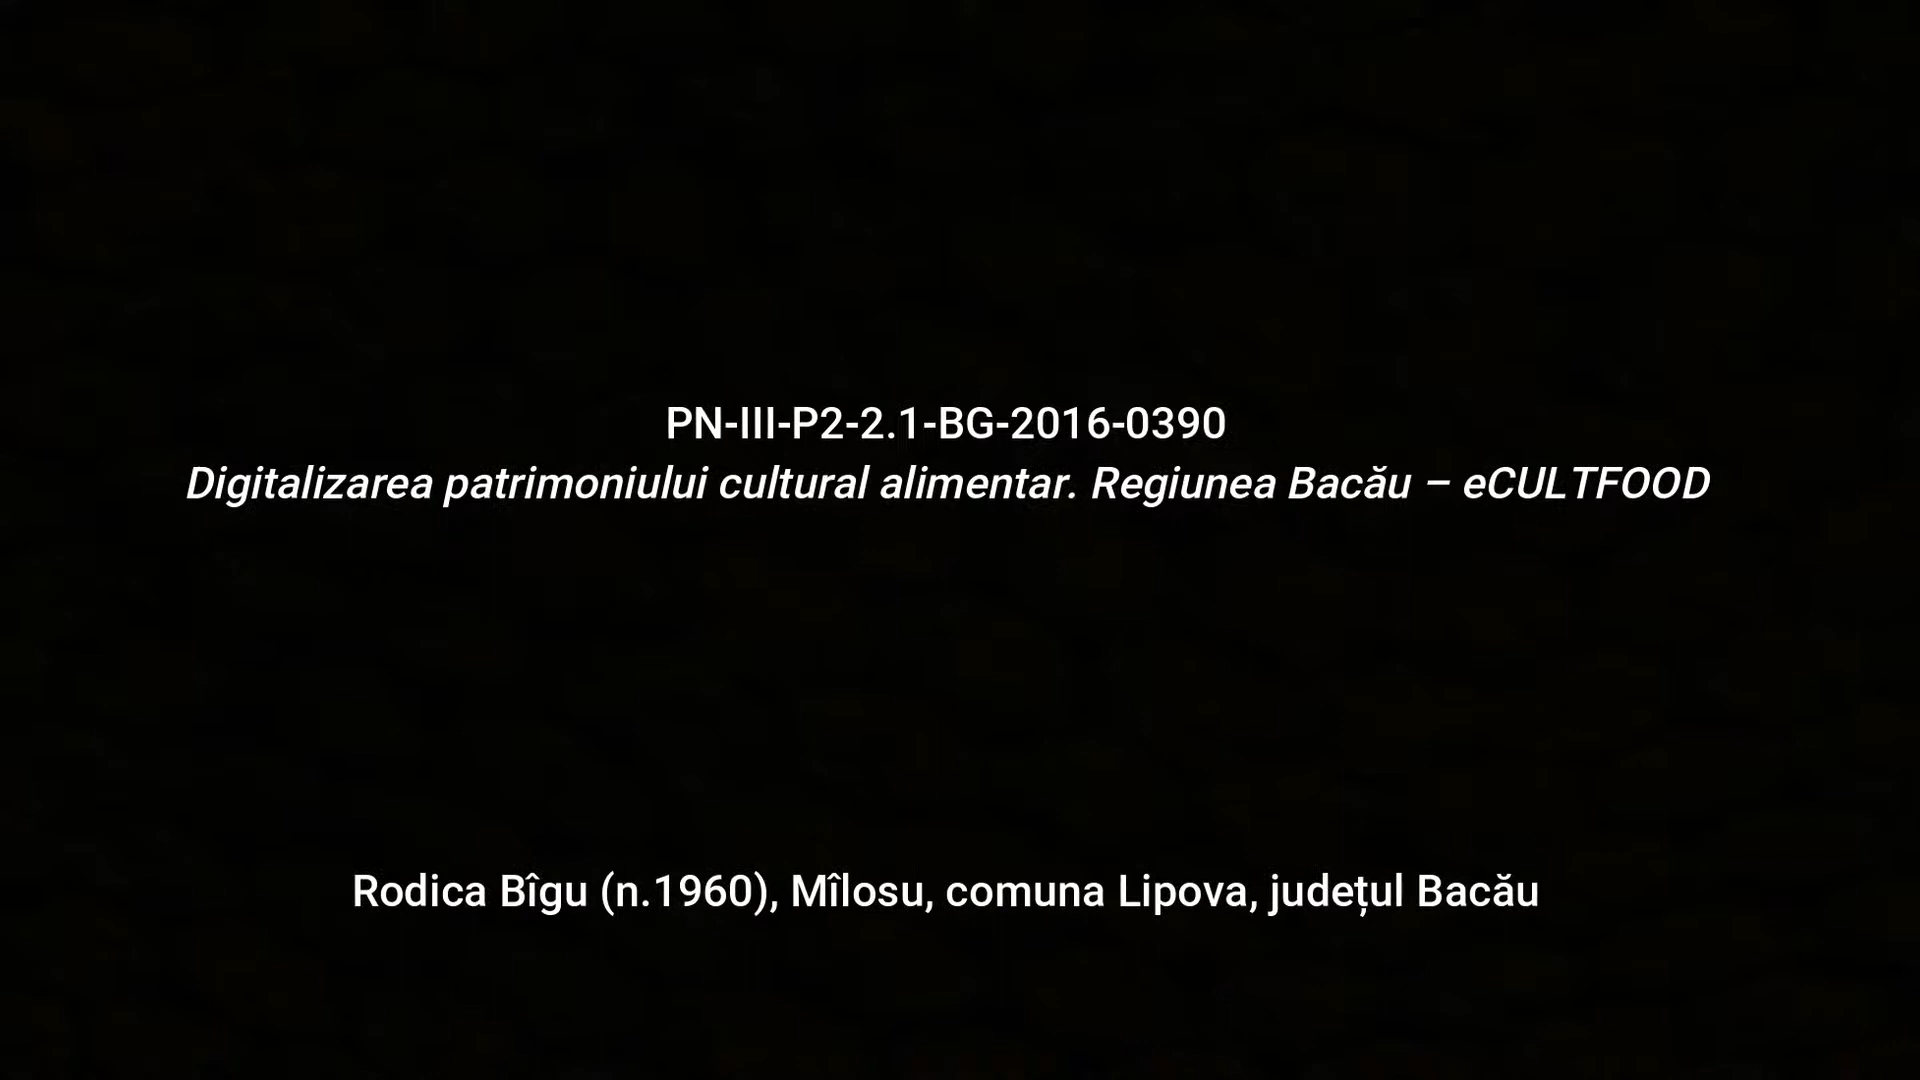 PN-III-P2-2.1-BG-2016-0390
Digitalizarea patrimoniului cultural alimentar. Regiunea Bacău – eCULTFOOD
Rodica Bîgu (n.1960), Mîlosu, comuna Lipova, județul Bacău